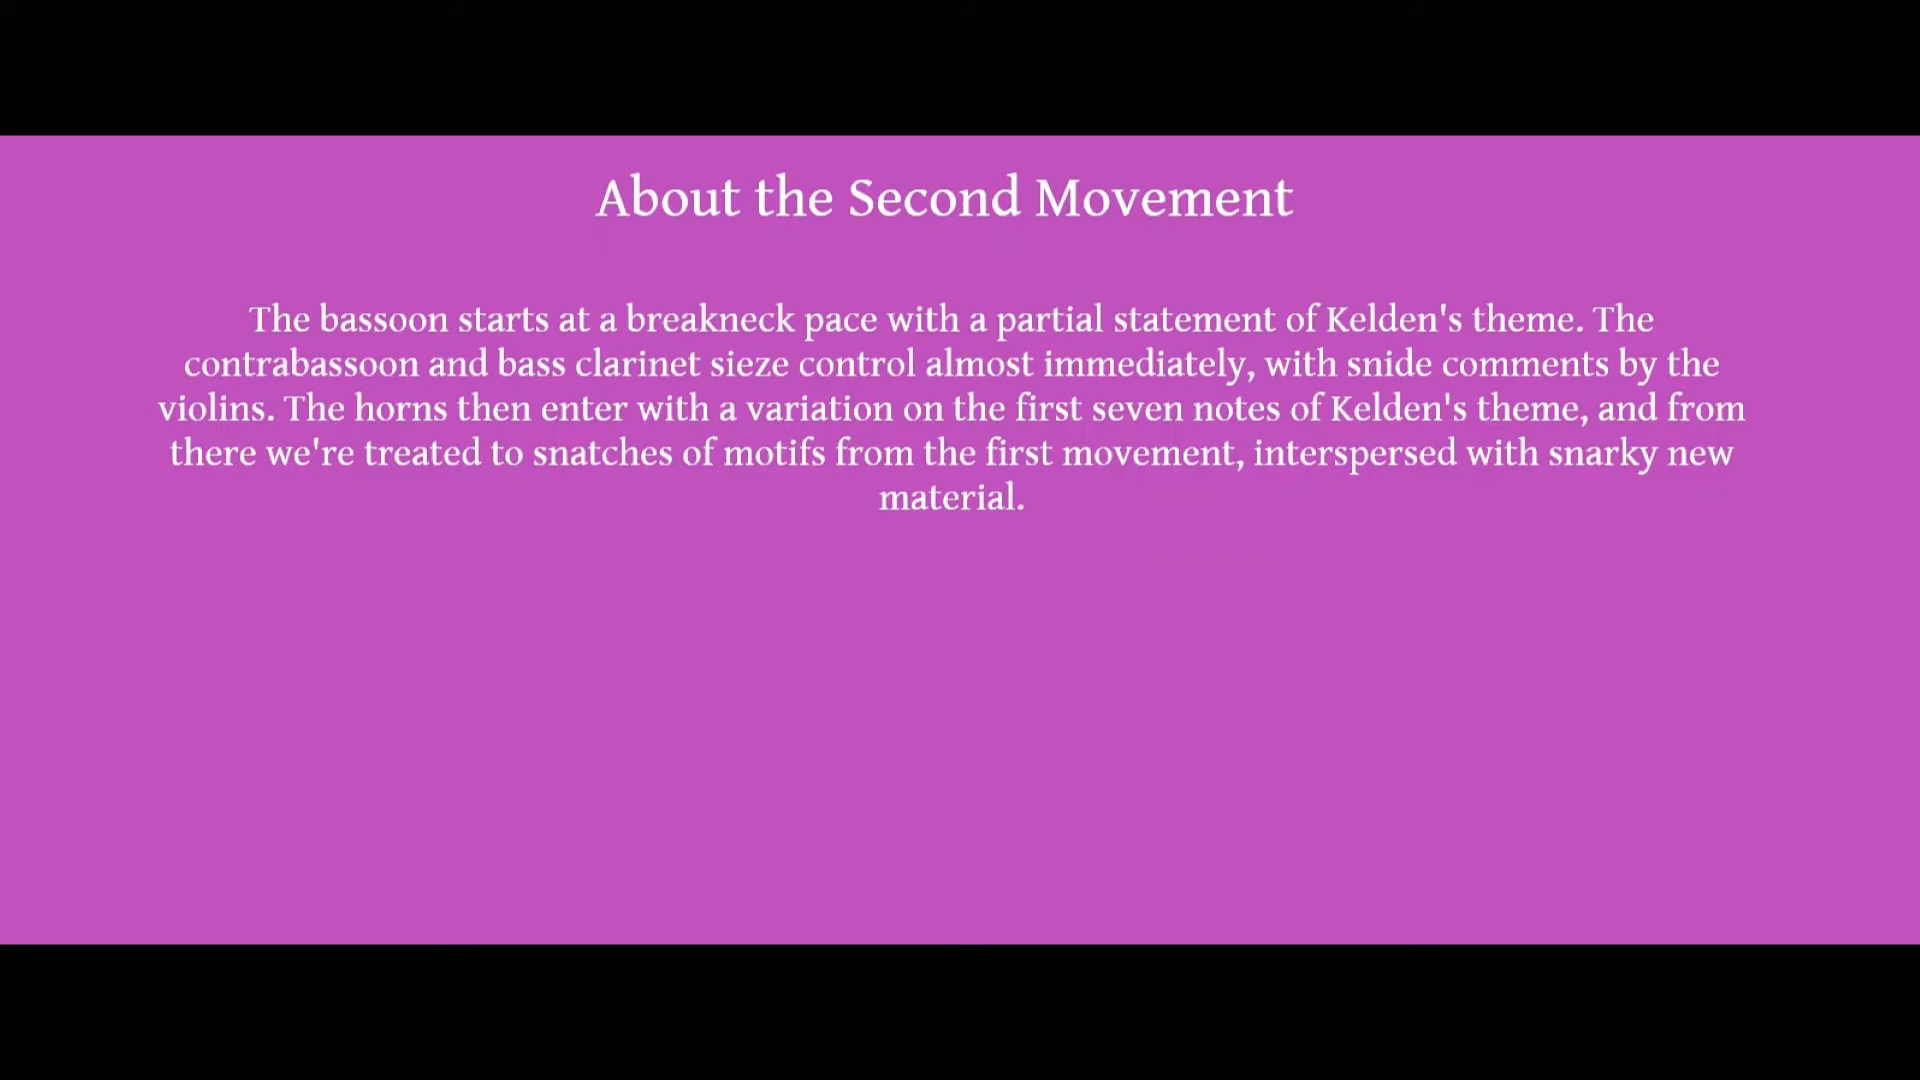 About the Second Movement
The bassoon starts at a breakneck pace with a partial statement of Kelden's theme. The
contrabassoon and bass clarinet sieze control almost immediately, with snide comments by the
violins. The horns then enter with a variation on the first seven notes of Kelden's theme, and from
there we're treated to snatches of motifs from the first movement, interspersed with snarky new
material.